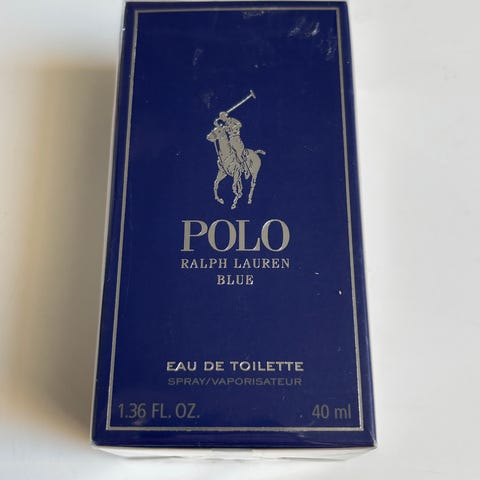 POLO
RALPH LAUREN
BLUE
EAU DE TOILETTE
SPRAY/VAPORISATEUR
1.36 FL. OZ. 40 ml